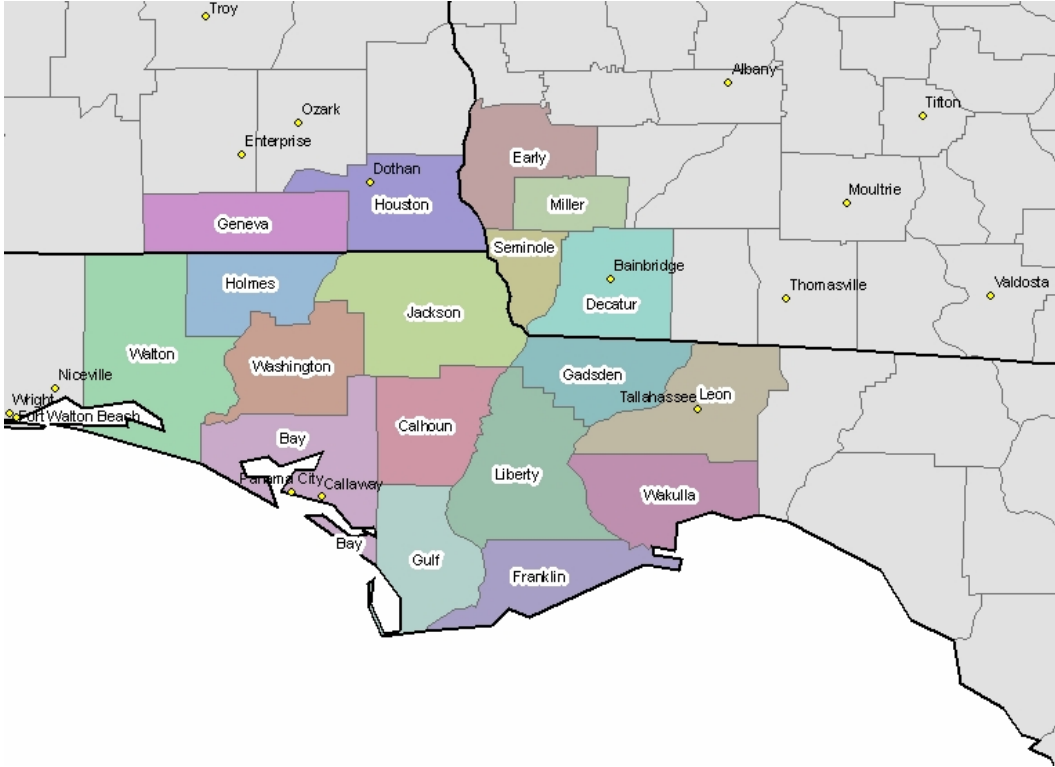 Troy
Albany
Tifton
Ozark
Enterprise
Early
Dothan
Moultrie
Houston
Miller
Geneva
Seminole
Bainbridge
Holmes
Thomasville
Valdosta
Decatur
Jackson
Walton
Washington
Gadsden
Niceville
Tallahassee
Leon
Wright
Fort Walton Beach
Calhoun
Bay
Liberty
Panama City
Callaway
Wakulla
Bay
Gulf
Franklin